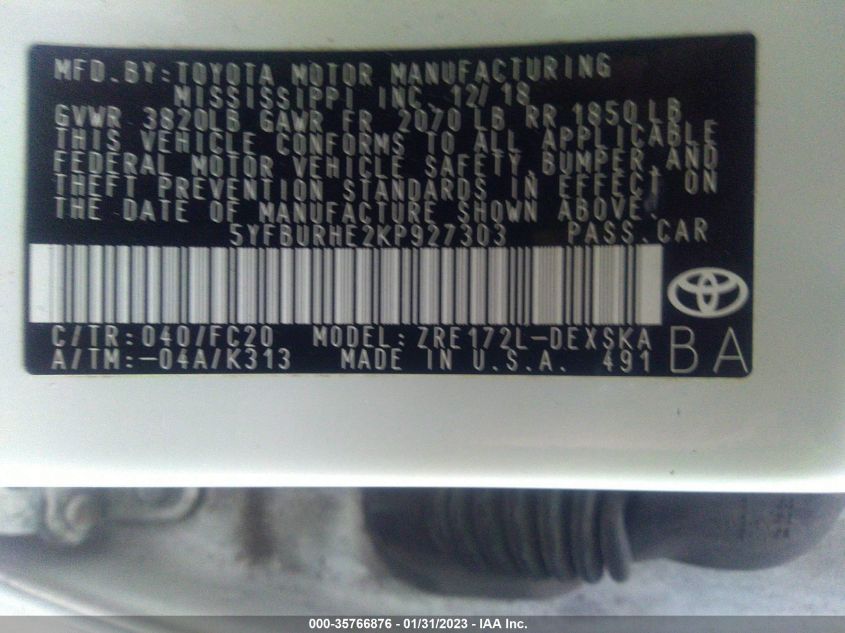 MFD. BY: TOYOTA MOTOR MANUFACTURING
MISSISSIPPI INC. 12/18
GVWR 3820LB GAWR FR 2070 LB RR 1850 LB
THIS VEHICLE CONFORMS TO ALL APPLICABLE
FEDERAL MOTOR VEHICLE SAFETY, BUMPER, AND
THEFT PREVENTION STANDARDS IN EFFECT ON
THE DATE OF MANUFACTURE SHOWN ABOVE.
5YFBURHE2KP927303 PASS. CAR
C/TR: 040/FC20 MODEL: ZRE172L-DEXSKA
A/TM: -04A/K313 MADE IN U.S.A. 491
BA
000-35766876 - 01/31/2023 - IAA Inc.